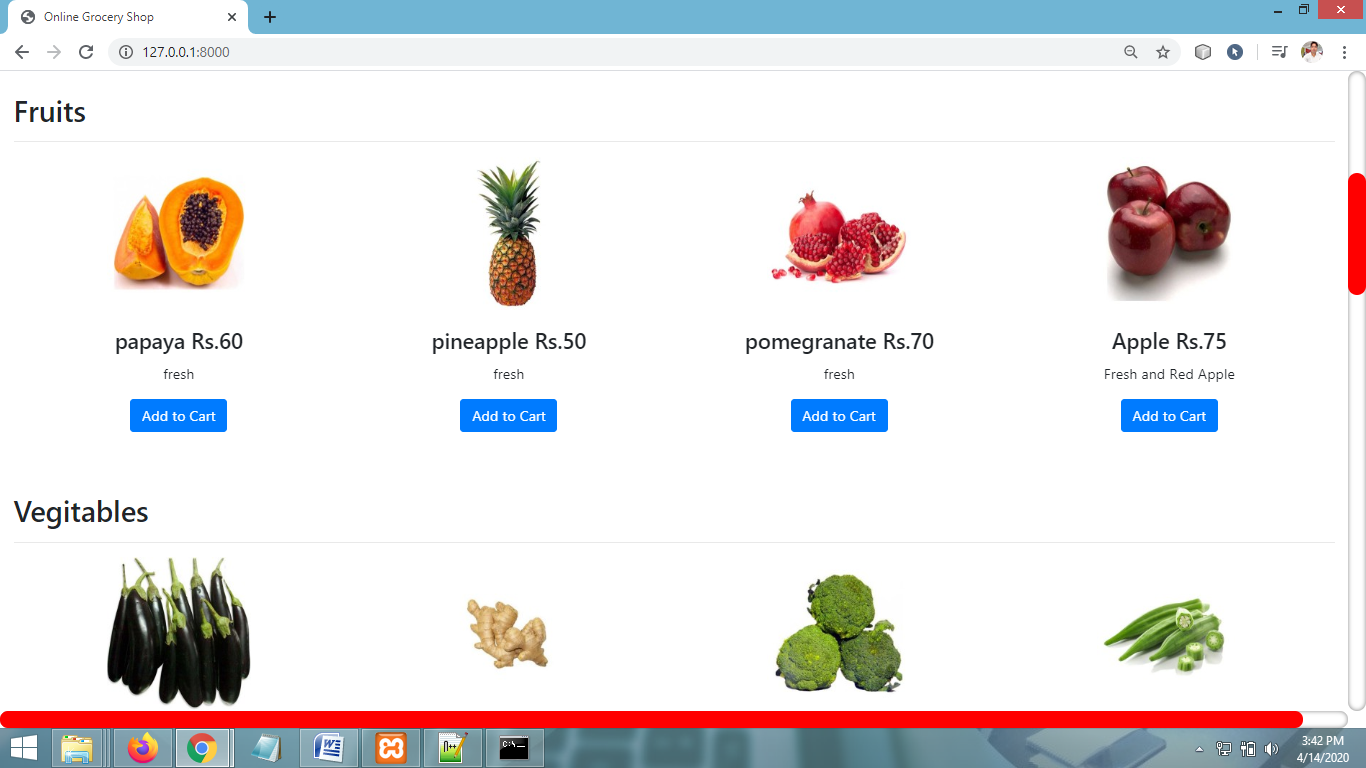 Online Grocery Shop
127.0.0.1:8000
Fruits
papaya Rs.60
fresh
Add to Cart
pineapple Rs.50
fresh
Add to Cart
pomegranate Rs.70
fresh
Add to Cart
Apple Rs.75
Fresh and Red Apple
Add to Cart
Vegitables
3:42 PM
4/14/2020